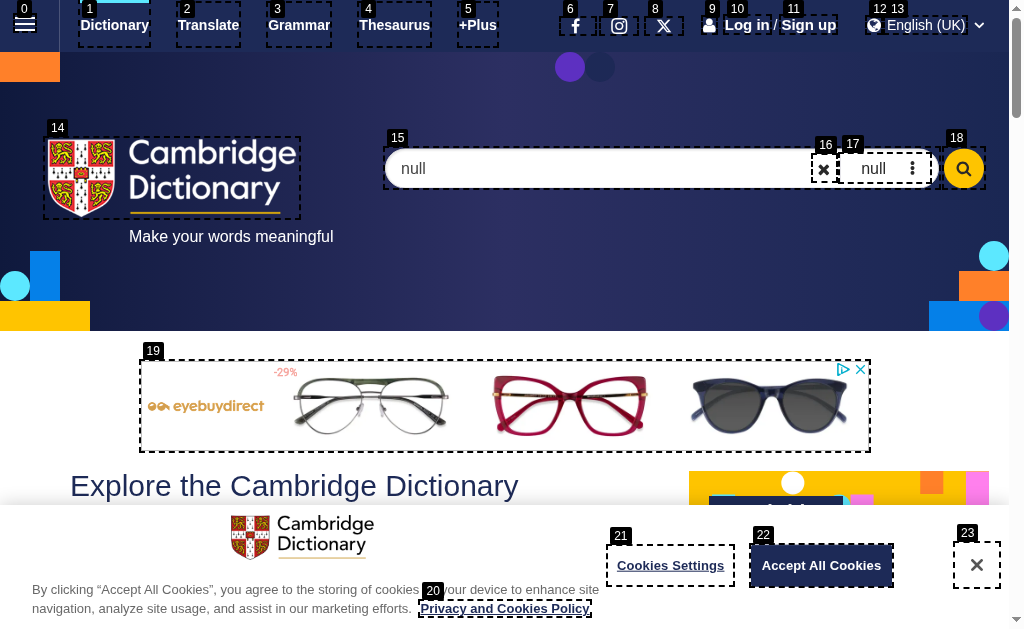 0 1 2 3 4 5 6 7 8 9 10 11 12 13
Dictionary Translate Grammar Thesaurus +Plus Log in / Sign up English (UK)
14 15 16 17 18
Cambridge
Dictionary
null null
Make your words meaningful
19
-29%
eyebuydirect
Explore the Cambridge Dictionary
Cambridge
Dictionary
21 22 23
Cookies Settings Accept All Cookies
By clicking “Accept All Cookies”, you agree to the storing of cookies 20 your device to enhance site
navigation, analyze site usage, and assist in our marketing efforts. Privacy and Cookies Policy